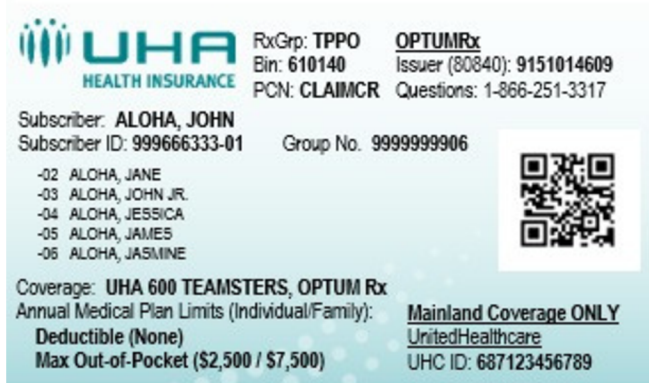 UHA
HEALTH INSURANCE
RxGrp: TPPO
Bin: 610140
PCN: CLAIMCR
OPTUMRx
Issuer (80840): 9151014609
Questions: 1-866-251-3317
Subscriber: ALOHA, JOHN
Subscriber ID: 999666333-01 Group No. 9999999906
-02 ALOHA, JANE
-03 ALOHA, JOHN JR.
-04 ALOHA, JESSICA
-05 ALOHA, JAMES
-06 ALOHA, JASMINE
Coverage: UHA 600 TEAMSTERS, OPTUM Rx
Annual Medical Plan Limits (Individual/Family):
Deductible (None)
Max Out-of-Pocket ($2,500 / $7,500)
Mainland Coverage ONLY
UnitedHealthcare
UHC ID: 687123456789